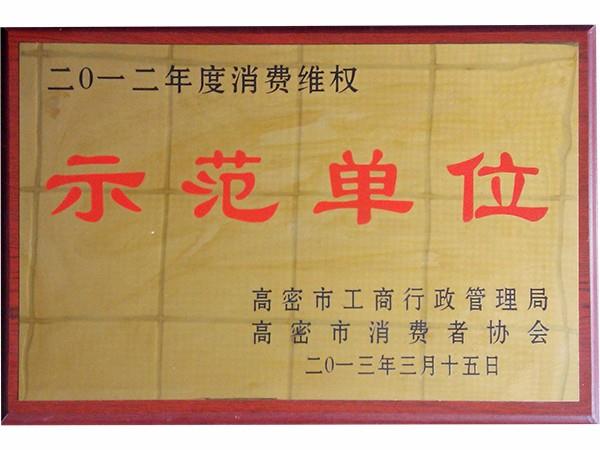 二0一二年度消费维权
示范单位
高密市工商行政管理局
高密市消费者协会
二0一三年三月十五日